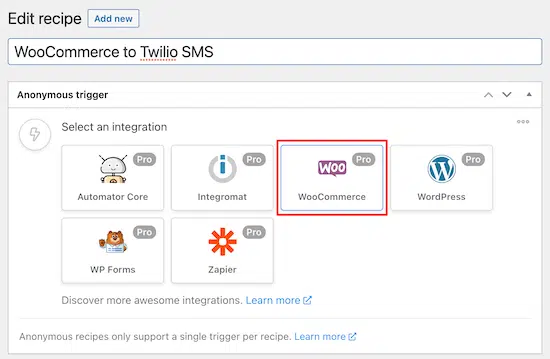 Edit recipe Add new
WooCommerce to Twilio SMS
Anonymous trigger
Select an integration
Pro Pro WOO Pro Pro
Automator Core Integromat WooCommerce WordPress
Pro Pro
WP Forms Zapier
Discover more awesome integrations. Learn more
Anonymous recipes only support a single trigger per recipe. Learn more